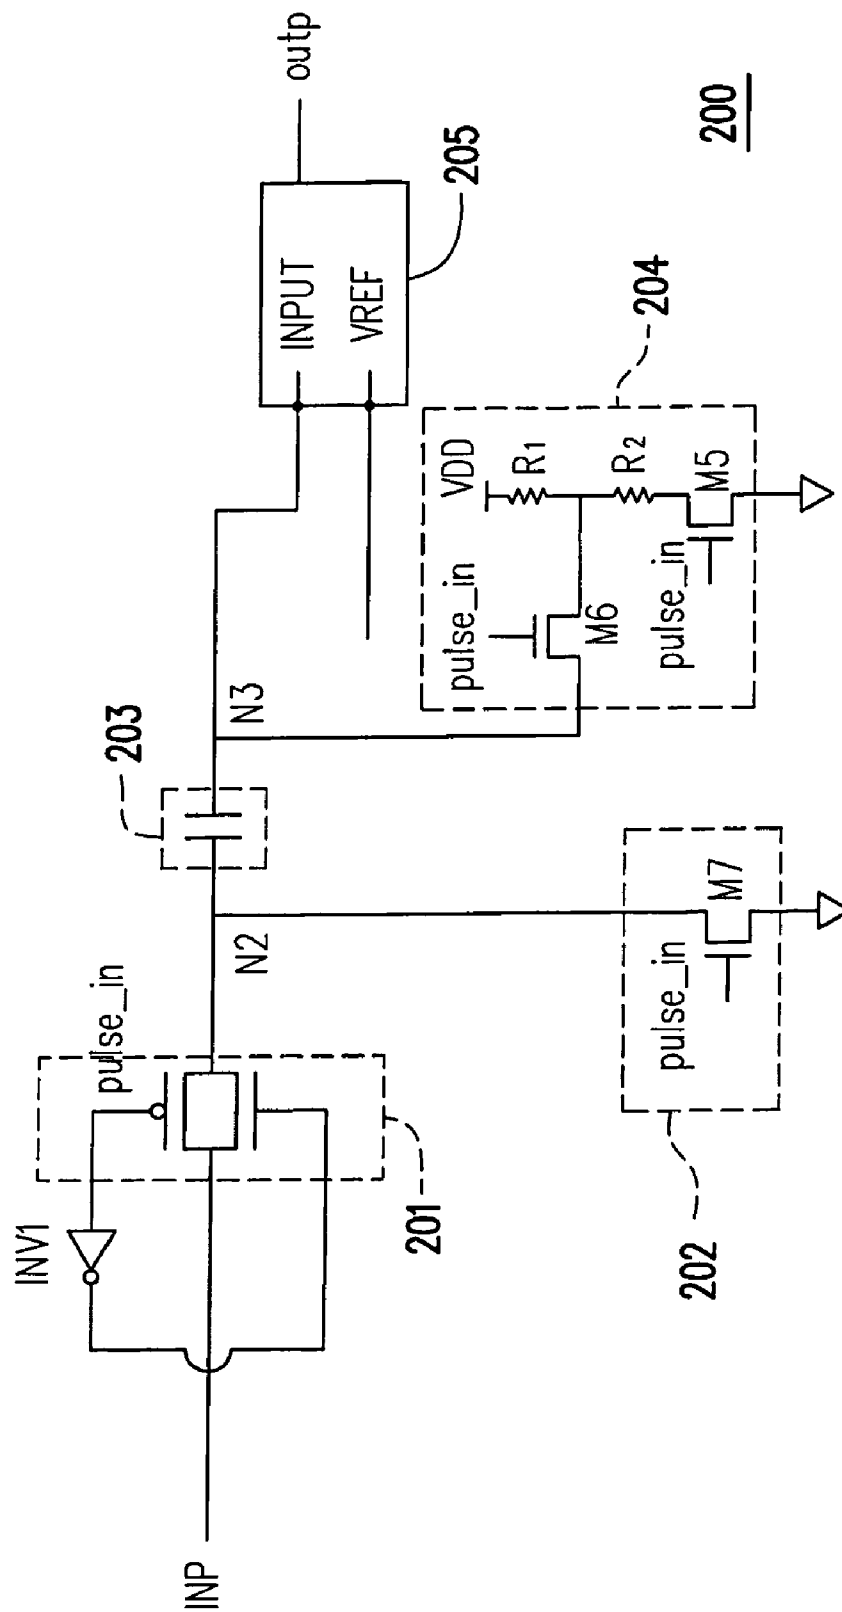 INP
INV1
pulse_in
201
N2
203
N3
INPUT
VREF
outp
205
pulse_in
M7
202
pulse_in
M6
VDD
R1
R2
pulse_in
M5
204
200